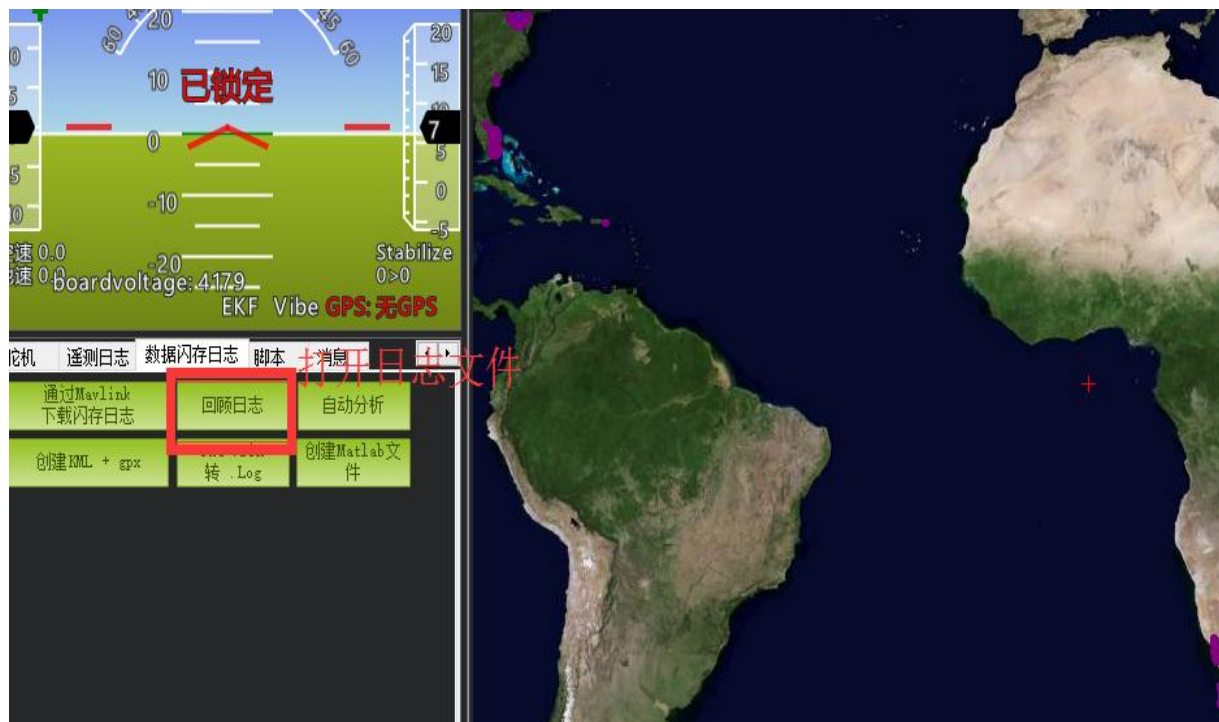 20
45
60
60
20
10
已锁定
15
10
0
7
5
5
-10
0
-5
速 0.0
-20
Stabilize
速 0.0
boardvoltage: 4179
0>0
EKF Vibe GPS: 无GPS
舵机 遥测日志 数据闪存日志 脚本 消息
打开日志文件
通过Mavlink
下载闪存日志
回顾日志
自动分析
创建KML + gpx
转 .Log
创建Matlab文
件